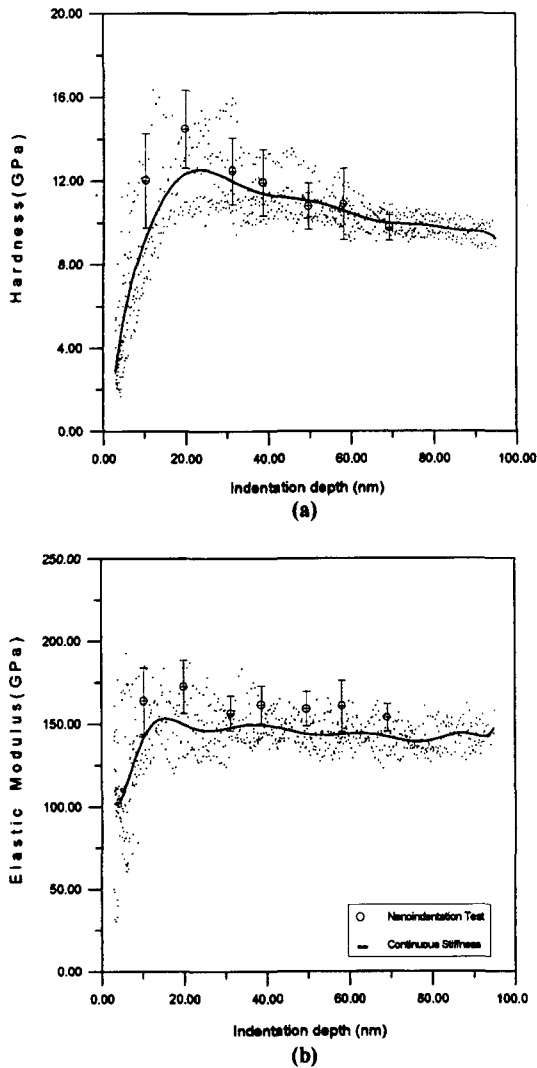 20.00
16.00
12.00
8.00
4.00
0.00
Hardness(GPa)
0.00 20.00 40.00 60.00 80.00 100.00
Indentation depth (nm)
(a)
250.00
200.00
150.00
100.00
50.00
0.00
Elastic Modulus(GPa)
Nanoindentation Test
Continuous Stiffness
0.00 20.00 40.00 60.00 80.00 100.0
Indentation depth (nm)
(b)